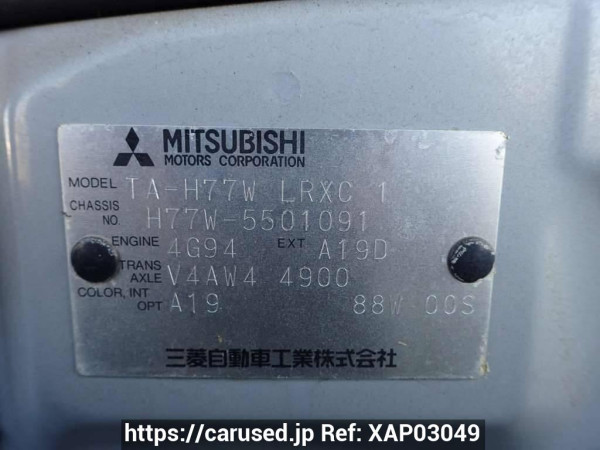 MITSUBISHI
MOTORS CORPORATION
MODEL TA-H77W LRXC 1
CHASSIS NO. H77W-5501091
ENGINE 4G94 EXT A19D
TRANS AXLE V4AW4 4900
COLOR, INT OPT A19 88W 00S
三菱自動車工業株式会社
https://carused.jp Ref: XAP03049